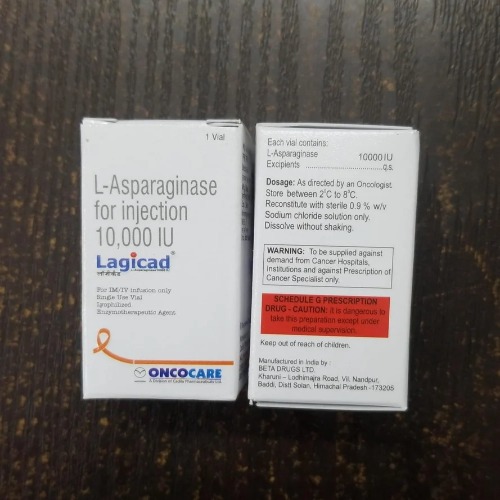 1 Vial
L-Asparaginase
for injection
10,000 IU
Lagicad®
For IM/IV infusion only
Single Use Vial
Lyophilized
Enzymotherapeutic Agent
ONCOCARE
A Division of Cadila Pharmaceuticals Ltd.
Each vial contains:
L-Asparaginase 10000 IU
Excipients q.s.
Dosage: As directed by an Oncologist.
Store between 2°C to 8°C.
Reconstitute with sterile 0.9 % w/v
Sodium chloride solution only.
Dissolve without shaking.
WARNING: To be supplied against
demand from Cancer Hospitals,
Institutions and against Prescription of
Cancer Specialist only.
SCHEDULE G PRESCRIPTION
DRUG - CAUTION: it is dangerous to
take this preparation except under
medical supervision.
Keep out of reach of children.
Manufactured in India by :
BETA DRUGS LTD.
Kharuni – Lodhimajra Road, Vill. Nandpur,
Baddi, Distt Solan, Himachal Pradesh -173205